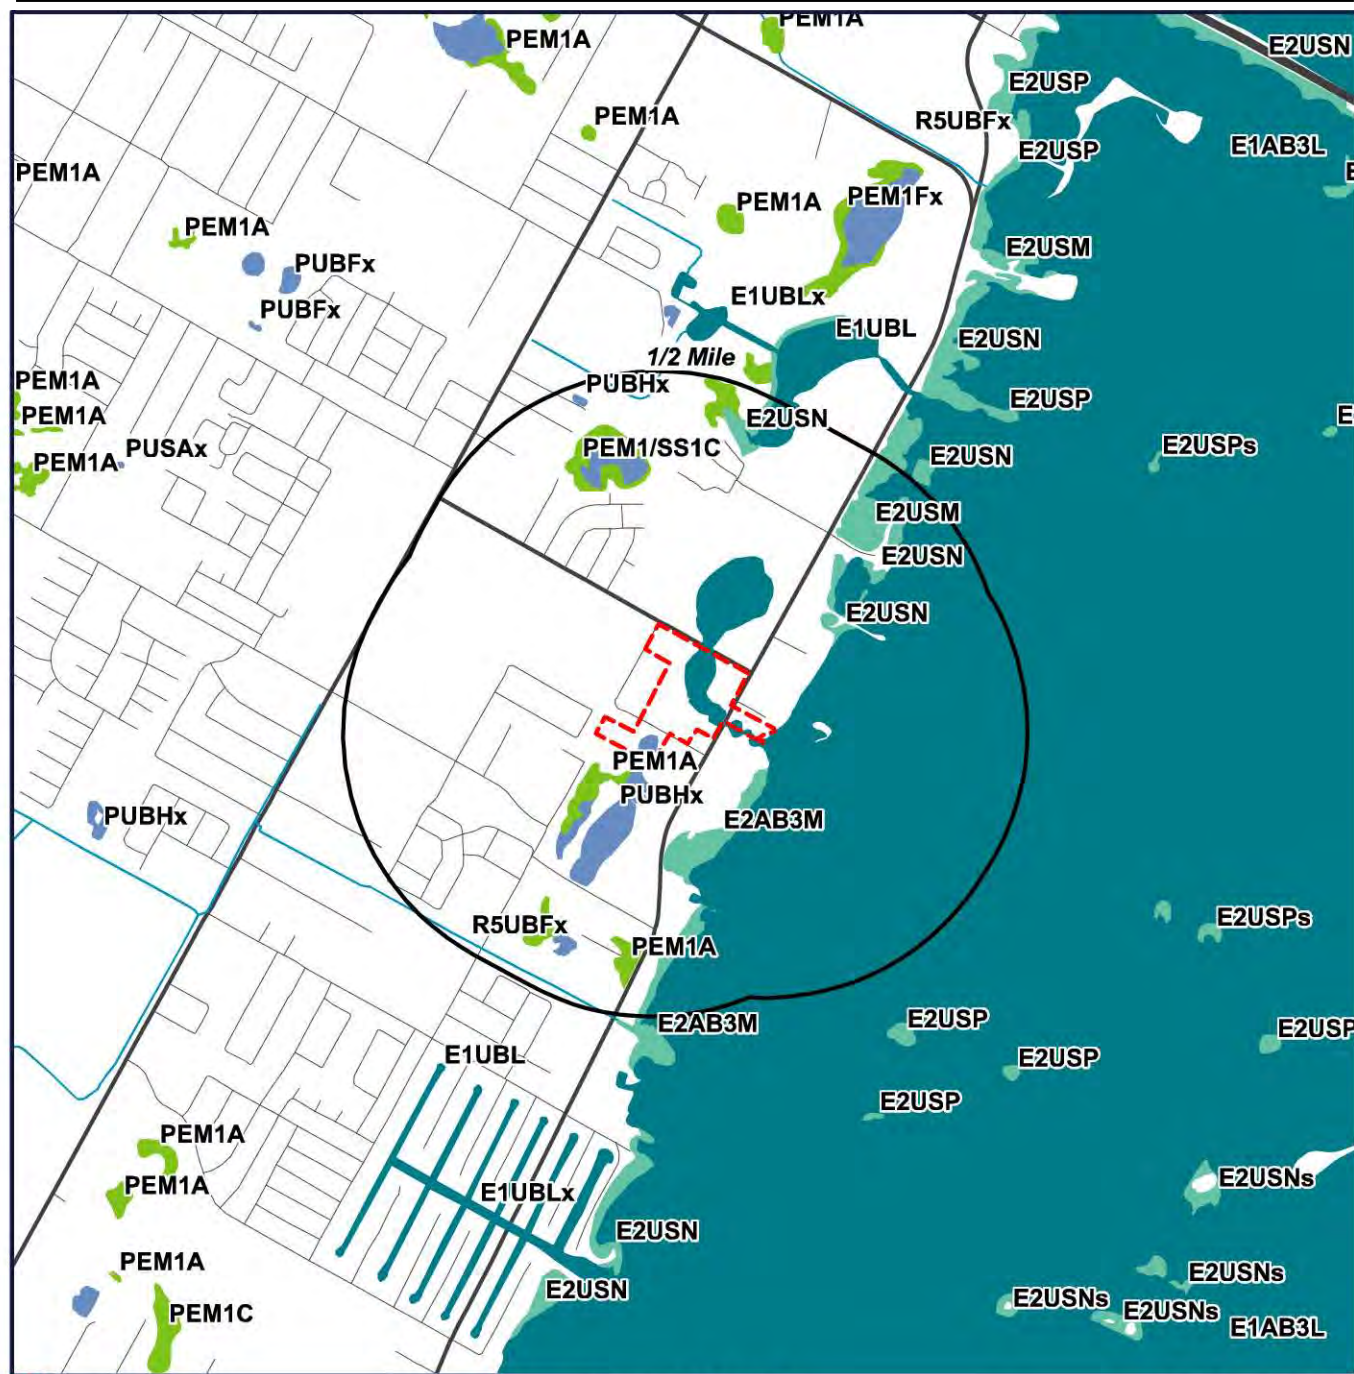 PEM1A
PEM1A
E2USN
E2USP
PEM1A
R5UBFx
E2USP
E1AB3L
PEM1A
PEM1A
PEM1Fx
PEM1A
E2USM
PUBFx
E1UBLx
PUBFx
E1UBL
E2USN
1/2 Mile
PEM1A
PUBHx
E2USP
PEM1A
E2USN
PUSAx
PEM1/SS1C
E2USPs
E2USN
PEM1A
E2USM
E2USN
E2USN
PEM1A
PUBHx
PUBHx
E2AB3M
R5UBFx
E2USPs
PEM1A
E2AB3M
E2USP
E2USP
E1UBL
E2USP
E2USP
PEM1A
E2USNs
PEM1A
E1UBLx
E2USN
PEM1A
E2USNs
E2USN
E2USNs
PEM1C
E2USNs
E1AB3L